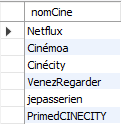 nomCine
Netflux
Cinémoa
Cinécity
VenezRegarder
jepasserien
PrimedCINECITY